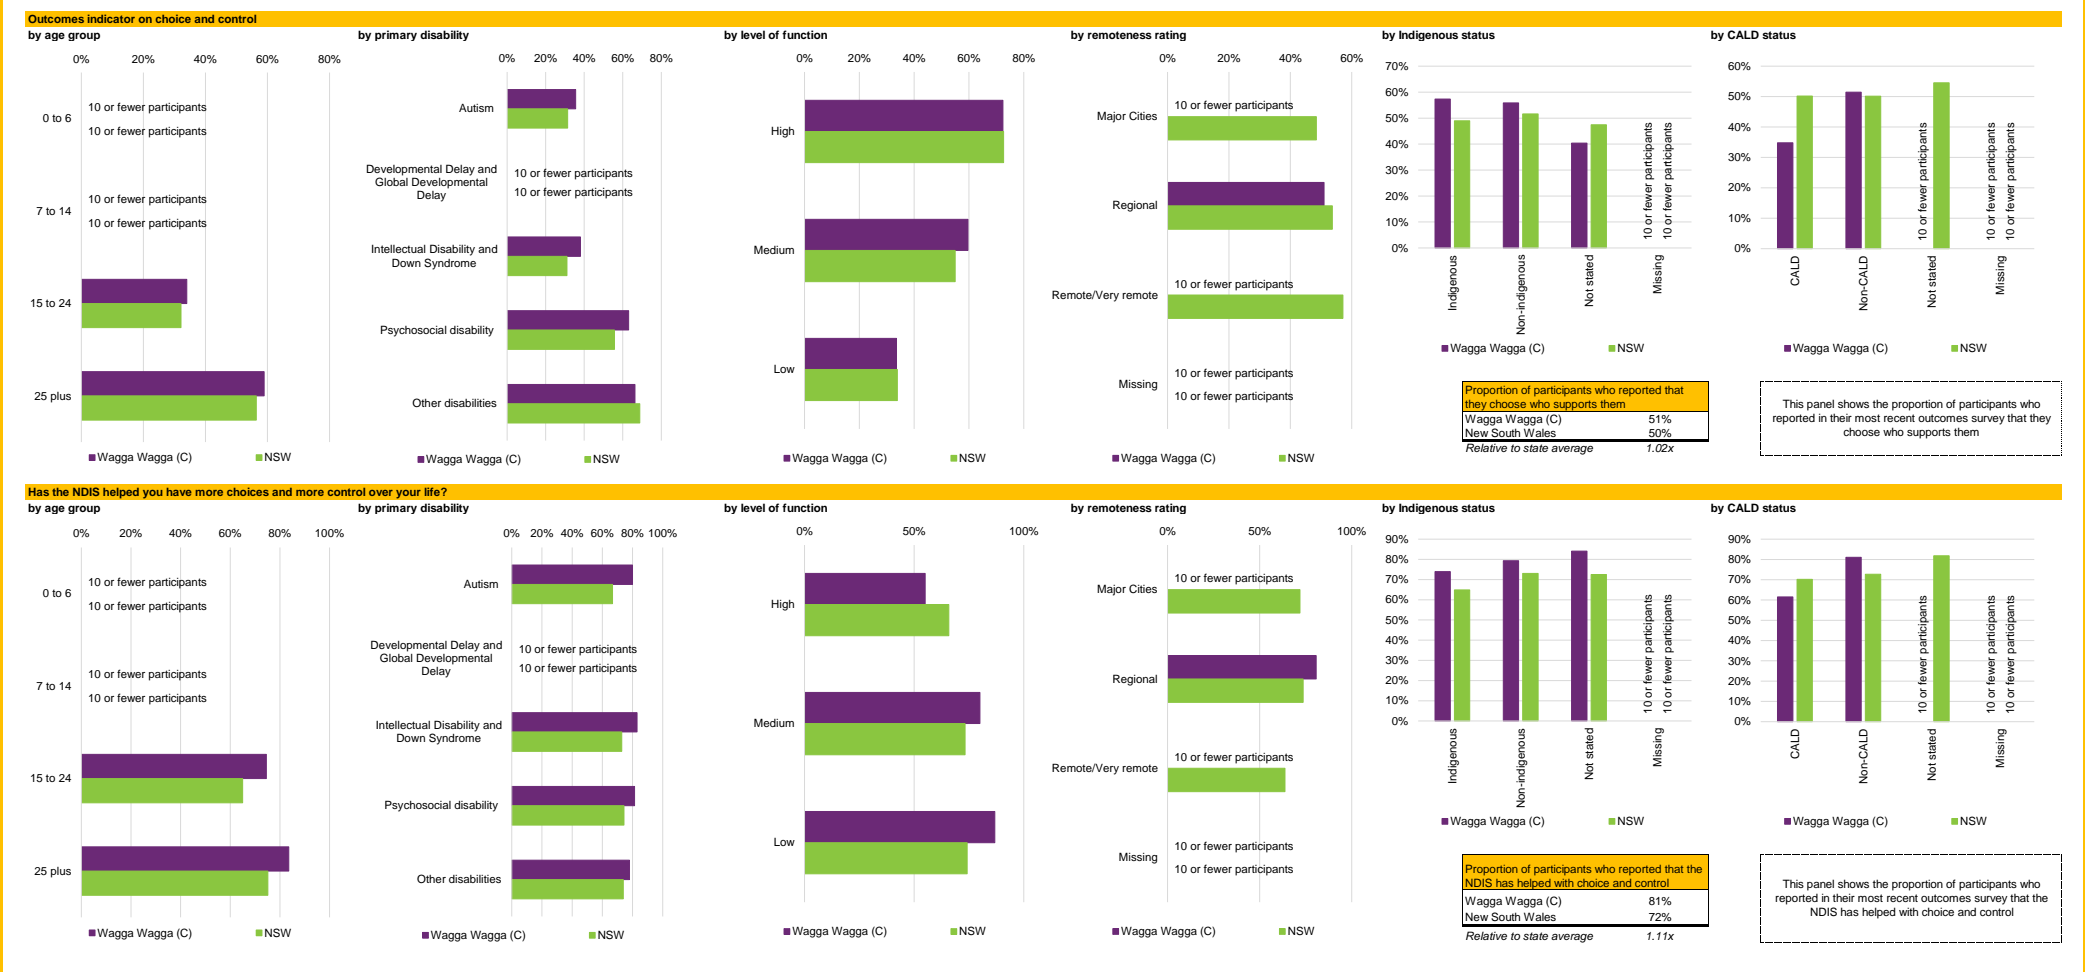 Outcomes indicator on choice and control
by age group
0% 20% 40% 60% 80%
0 to 6
10 or fewer participants
10 or fewer participants
7 to 14
10 or fewer participants
10 or fewer participants
15 to 24
25 plus
Wagga Wagga (C) NSW
by primary disability
0% 20% 40% 60% 80%
Autism
Developmental Delay and
Global Developmental
Delay
10 or fewer participants
10 or fewer participants
Intellectual Disability and
Down Syndrome
Psychosocial disability
Other disabilities
Wagga Wagga (C) NSW
by level of function
0% 20% 40% 60% 80%
High
Medium
Low
Wagga Wagga (C) NSW
by remoteness rating
0% 20% 40% 60%
Major Cities
10 or fewer participants
Regional
Remote/Very remote
10 or fewer participants
Missing
10 or fewer participants
10 or fewer participants
Wagga Wagga (C) NSW
by Indigenous status
70%
60%
50%
40%
30%
20%
10%
0%
10 or fewer participants
10 or fewer participants
Indigenous
Non-indigenous
Not stated
Missing
Wagga Wagga (C) NSW
Proportion of participants who reported that
they choose who supports them
Wagga Wagga (C) 51%
New South Wales 50%
Relative to state average 1.02x
by CALD status
60%
50%
40%
30%
20%
10%
0%
10 or fewer participants
10 or fewer participants
10 or fewer participants
CALD
Non-CALD
Not stated
Missing
Wagga Wagga (C) NSW
This panel shows the proportion of participants who
reported in their most recent outcomes survey that they
choose who supports them
Has the NDIS helped you have more choices and more control over your life?
by age group
0% 20% 40% 60% 80% 100%
0 to 6
10 or fewer participants
10 or fewer participants
7 to 14
10 or fewer participants
10 or fewer participants
15 to 24
25 plus
Wagga Wagga (C) NSW
by primary disability
0% 20% 40% 60% 80% 100%
Autism
Developmental Delay and
Global Developmental
Delay
10 or fewer participants
10 or fewer participants
Intellectual Disability and
Down Syndrome
Psychosocial disability
Other disabilities
Wagga Wagga (C) NSW
by level of function
0% 50% 100%
High
Medium
Low
Wagga Wagga (C) NSW
by remoteness rating
0% 50% 100%
Major Cities
10 or fewer participants
Regional
Remote/Very remote
10 or fewer participants
Missing
10 or fewer participants
10 or fewer participants
Wagga Wagga (C) NSW
by Indigenous status
90%
80%
70%
60%
50%
40%
30%
20%
10%
0%
10 or fewer participants
10 or fewer participants
Indigenous
Non-indigenous
Not stated
Missing
Wagga Wagga (C) NSW
Proportion of participants who reported that the
NDIS has helped with choice and control
Wagga Wagga (C) 81%
New South Wales 72%
Relative to state average 1.11x
by CALD status
90%
80%
70%
60%
50%
40%
30%
20%
10%
0%
10 or fewer participants
10 or fewer participants
10 or fewer participants
CALD
Non-CALD
Not stated
Missing
Wagga Wagga (C) NSW
This panel shows the proportion of participants who
reported in their most recent outcomes survey that the
NDIS has helped with choice and control